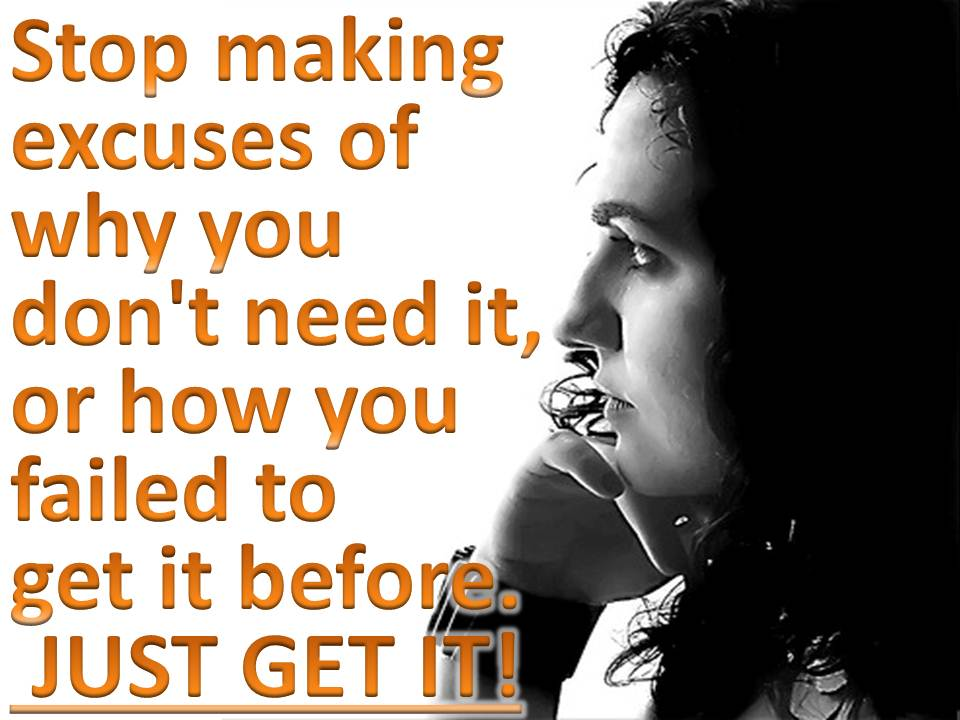 Stop making
excuses of
why you
don't need it,
or how you
failed to
get it before.
JUST GET IT!